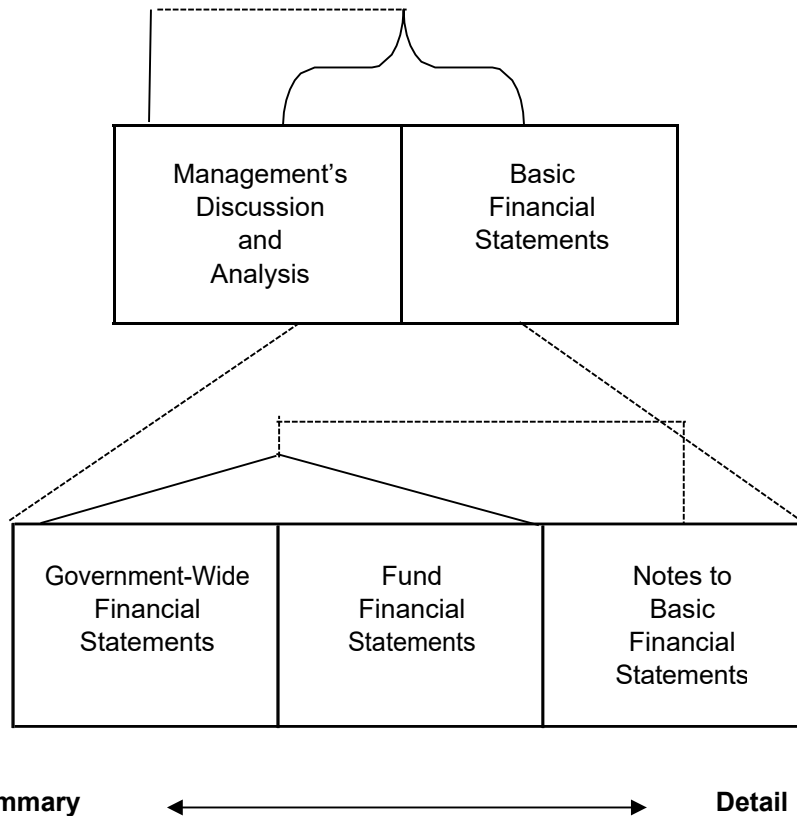 Management’s
Discussion
and
Analysis
Basic
Financial
Statements
Government-Wide
Financial
Statements
Fund
Financial
Statements
Notes to
Basic
Financial
Statements
mmary
Detail